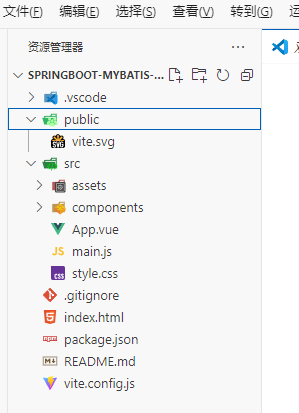 文件(F) 编辑(E) 选择(S) 查看(V) 转到(G)
资源管理器
SPRINGBOOT-MYBATIS-...
.vscode
public
vite.svg
src
assets
components
App.vue
JS main.js
style.css
.gitignore
index.html
package.json
README.md
vite.config.js